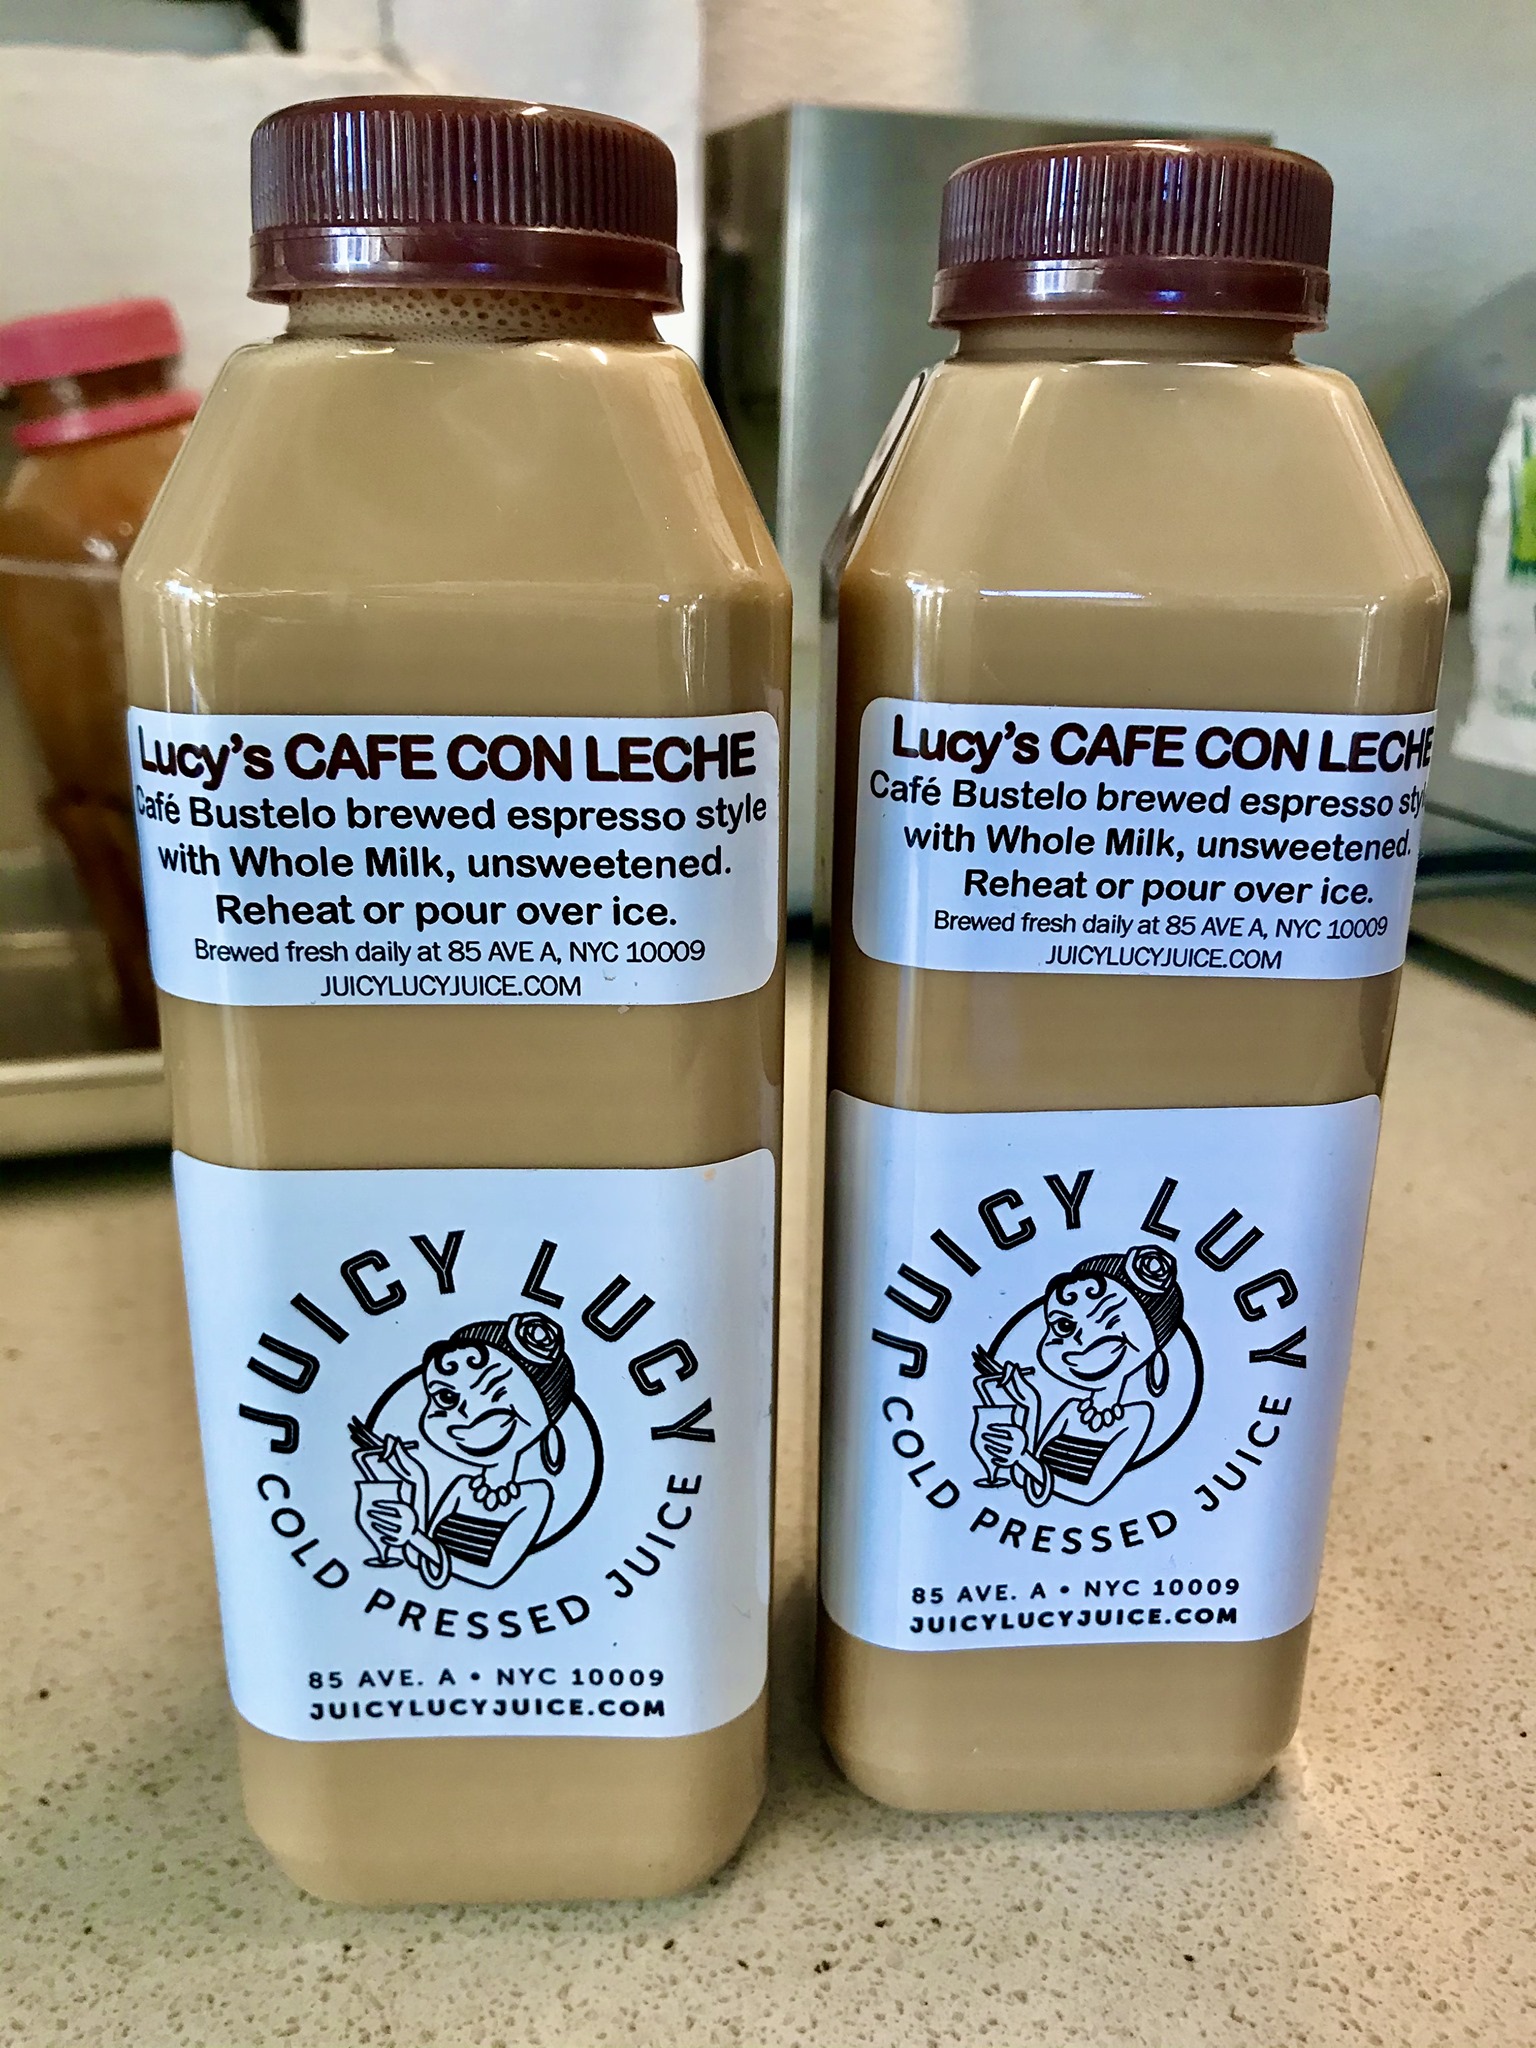 Lucy's CAFE CON LECHE
Café Bustelo brewed espresso style
with Whole Milk, unsweetened.
Reheat or pour over ice.
Brewed fresh daily at 85 AVE A, NYC 10009
JUICYLUCYJUICE.COM
JUICY LUCY
COLD PRESSED JUICE
85 AVE. A • NYC 10009
JUICYLUCYJUICE.COM
Lucy's CAFE CON LECHE
Café Bustelo brewed espresso sty
with Whole Milk, unsweetened.
Reheat or pour over ice.
Brewed fresh daily at 85 AVE A, NYC 10009
JUICYLUCYJUICE.COM
JUICY LUCY
COLD PRESSED JUICE
85 AVE. A • NYC 10009
JUICYLUCYJUICE.COM